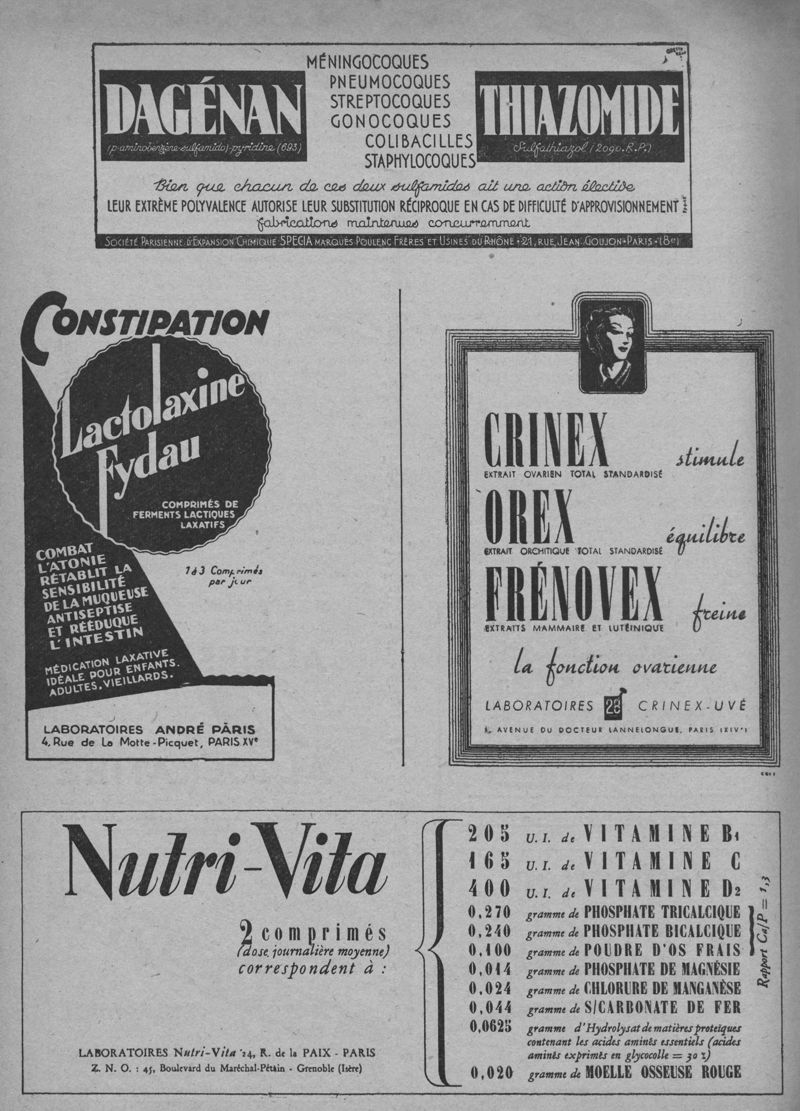 MÉNINGOCOQUES
PNEUMOCOQUES
STREPTOCOQUES
GONOCOQUES
COLIBACILLES
STAPHYLOCOQUES
DAGÉNAN
(p-aminobenzène-sulfamido)-pyridine (693)
THIAZOMIDE
Sulfathiazol (2090.R.P.)
Bien que chacun de ces deux sulfamides ait une action élective
LEUR EXTRÊME POLYVALENCE AUTORISE LEUR SUBSTITUTION RÉCIPROQUE EN CAS DE DIFFICULTÉ D'APPROVISIONNEMENT
fabrications maintenues concurremment
SOCIÉTÉ PARISIENNE D'EXPANSION CHIMIQUE SPECIA MARQUES POULENC FRÈRES ET USINES DU RHÔNE • 21, RUE JEAN GOUJON • PARIS • (8e)
CONSTIPATION
Lactolaxine
Fydau
COMPRIMÉS DE
FERMENTS LACTIQUES
LAXATIFS
COMBAT
L'ATONIE
RÉTABLIT LA
SENSIBILITÉ
DE LA MUQUEUSE
ANTISEPTISE
ET RÉÉDUQUE
L'INTESTIN
1 à 3 Comprimés
par jour
MÉDICATION LAXATIVE
IDÉALE POUR ENFANTS.
ADULTES. VIEILLARDS.
LABORATOIRES ANDRÉ PÂRIS
4, Rue de La Motte-Picquet, PARIS XVe
CRINEX stimule
EXTRAIT OVARIEN TOTAL STANDARDISÉ
OREX équilibre
EXTRAIT ORCHITIQUE TOTAL STANDARDISÉ
FRÉNOVEX freine
EXTRAITS MAMMAIRE ET LUTÉINIQUE
la fonction ovarienne
LABORATOIRES 28 CRINEX-UVÉ
AVENUE DU DOCTEUR LANNELONGUE, PARIS (XIVe)
Nutri-Vita
2 comprimés
(dose journalière moyenne)
correspondent à :
LABORATOIRES Nutri-Vita 24, R. de la PAIX - PARIS
Z. N. O. : 45, Boulevard du Maréchal-Pétain - Grenoble (Isère)
205 U. I. de VITAMINE B1
165 U. I. de VITAMINE C
400 U. I. de VITAMINE D2
0,270 gramme de PHOSPHATE TRICALCIQUE
0,240 gramme de PHOSPHATE BICALCIQUE
0,100 gramme de POUDRE D'OS FRAIS
0,014 gramme de PHOSPHATE DE MAGNÉSIE
0,024 gramme de CHLORURE DE MANGANÈSE
0,044 gramme de S/CARBONATE DE FER
0,0625 gramme d'Hydrolysat de matières protéiques
contenant les acides aminés essentiels (acides
aminés exprimés en glycocolle = 30 %)
0,020 gramme de MOELLE OSSEUSE ROUGE
Rapport Ca/P = 1,3